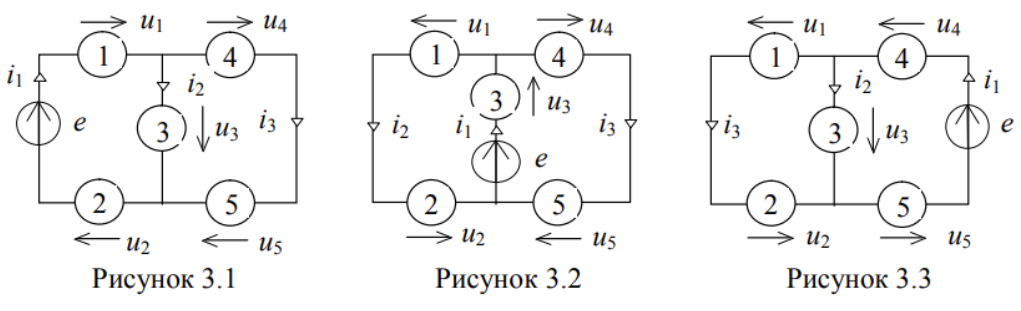 u1 u4 u1 u4 u1 u4
1 4 1 4 1 4
i1 i2 i2 i1
e 3 u3 i3 i2 3 u3 i3 i3 3 u3 e
i1 e
2 5 2 5 2 5
u2 u5 u2 u5 u2 u5
Рисунок 3.1 Рисунок 3.2 Рисунок 3.3